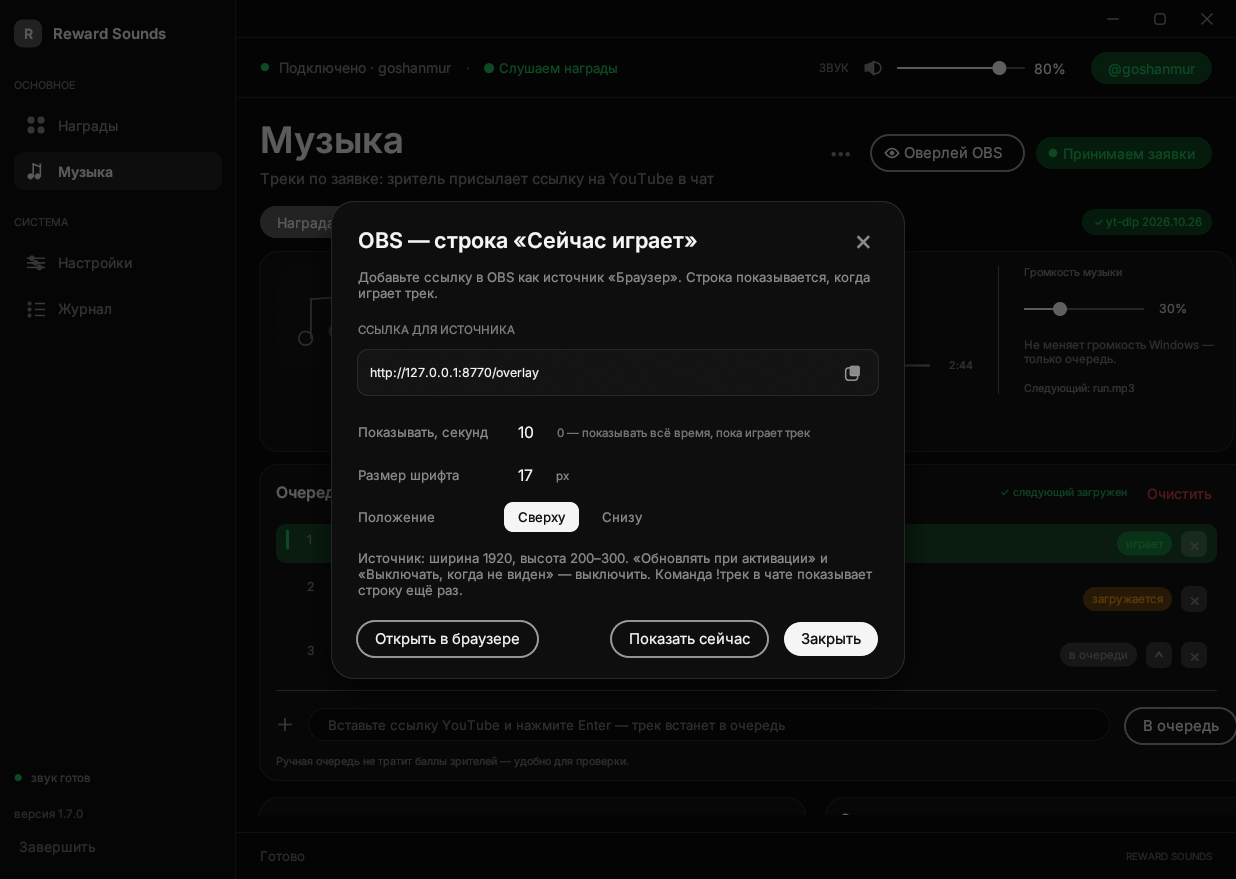 R Reward Sounds
ОСНОВНОЕ
Награды
Музыка
СИСТЕМА
Настройки
Журнал
звук готов
версия 1.7.0
Завершить
Подключено · goshanmur · Слушаем награды
ЗВУК 80% @goshanmur
Музыка
Треки по заявке: зритель присылает ссылку на YouTube в чат
Оверлей OBS
Принимаем заявки
Награда
✓ yt-dlp 2026.10.26
OBS — строка «Сейчас играет»
Добавьте ссылку в OBS как источник «Браузер». Строка показывается, когда
играет трек.
ССЫЛКА ДЛЯ ИСТОЧНИКА
http://127.0.0.1:8770/overlay
Показывать, секунд 10 0 — показывать всё время, пока играет трек
Размер шрифта 17 px
Положение Сверху Снизу
Источник: ширина 1920, высота 200–300. «Обновлять при активации» и
«Выключать, когда не виден» — выключить. Команда !трек в чате показывает
строку ещё раз.
Открыть в браузере Показать сейчас Закрыть
2:44
Громкость музыки
30%
Не меняет громкость Windows —
только очередь.
Следующий: run.mp3
✓ следующий загружен Очистить
1 играет
2 загружается
3 в очереди
Вставьте ссылку YouTube и нажмите Enter — трек встанет в очередь
В очередь
Ручная очередь не тратит баллы зрителей — удобно для проверки.
Готово
REWARD SOUNDS